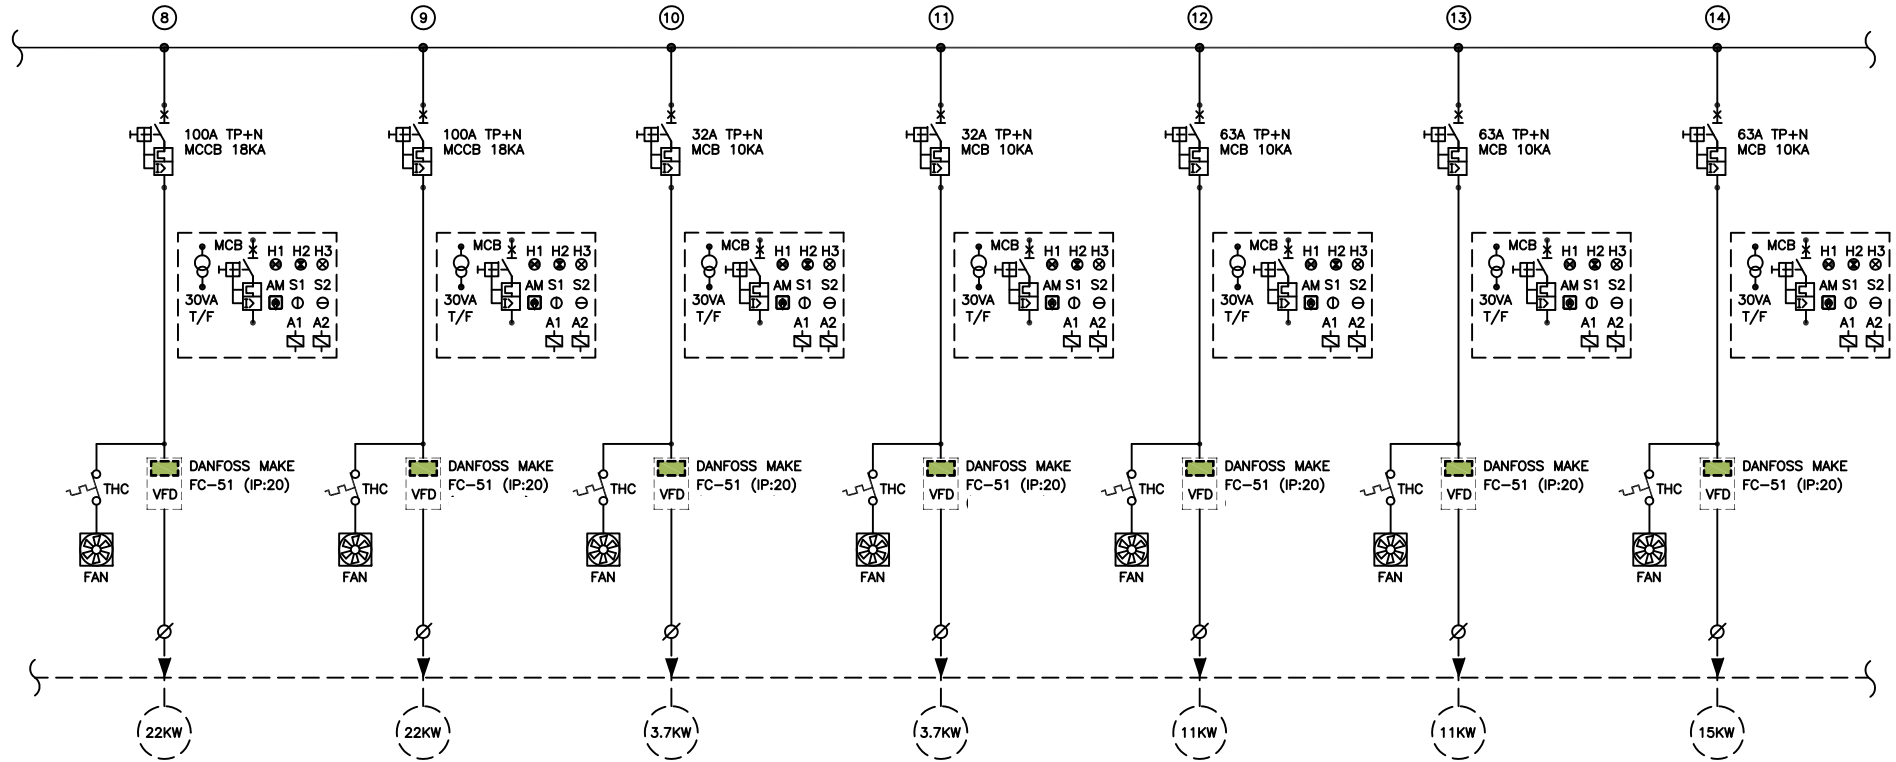 8 9 10 11 12 13 14
100A TP+N 100A TP+N 32A TP+N 32A TP+N 63A TP+N 63A TP+N 63A TP+N
MCCB 18KA MCCB 18KA MCB 10KA MCB 10KA MCB 10KA MCB 10KA MCB 10KA
MCB H1 H2 H3 MCB H1 H2 H3 MCB H1 H2 H3 MCB H1 H2 H3 MCB H1 H2 H3 MCB H1 H2 H3 MCB H1 H2 H3
AM S1 S2 AM S1 S2 AM S1 S2 AM S1 S2 AM S1 S2 AM S1 S2 AM S1 S2
30VA 30VA 30VA 30VA 30VA 30VA 30VA
T/F A1 A2 T/F A1 A2 T/F A1 A2 T/F A1 A2 T/F A1 A2 T/F A1 A2 T/F A1 A2
DANFOSS MAKE DANFOSS MAKE DANFOSS MAKE DANFOSS MAKE DANFOSS MAKE DANFOSS MAKE DANFOSS MAKE
THC VFD FC-51 (IP:20) THC VFD FC-51 (IP:20) THC VFD FC-51 (IP:20) THC VFD FC-51 (IP:20) THC VFD FC-51 (IP:20) THC VFD FC-51 (IP:20) THC VFD FC-51 (IP:20)
FAN FAN FAN FAN FAN FAN FAN
22KW 22KW 3.7KW 3.7KW 11KW 11KW 15KW